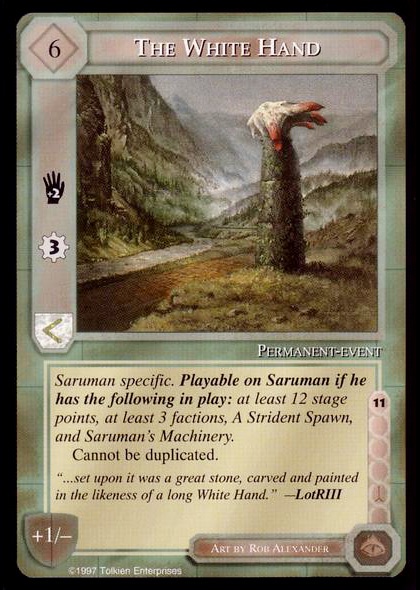 6
THE WHITE HAND
2
3
PERMANENT-EVENT
Saruman specific. Playable on Saruman if he
has the following in play: at least 12 stage
points, at least 3 factions, A Strident Spawn,
and Saruman's Machinery.
Cannot be duplicated.
11
"...set upon it was a great stone, carved and painted
in the likeness of a long White Hand." —LotRIII
+1/–
ART BY ROB ALEXANDER
©1997 Tolkien Enterprises